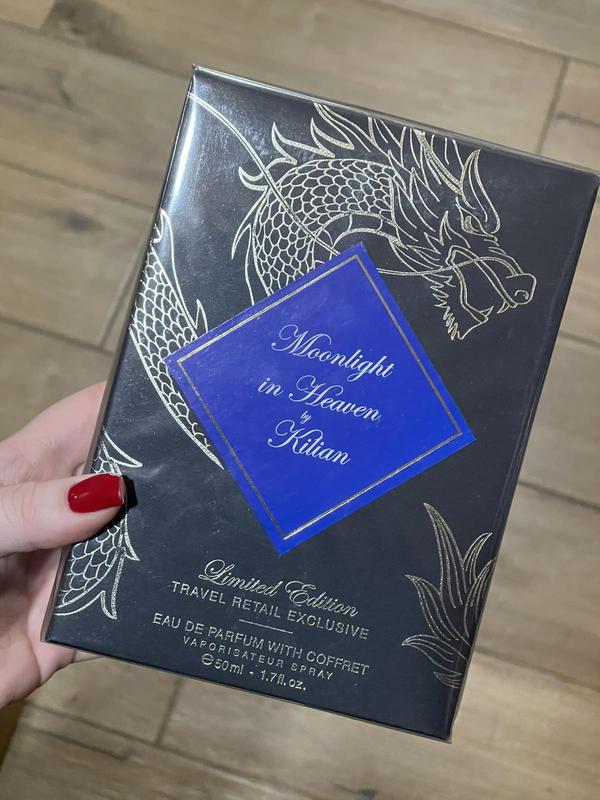 Moonlight
in Heaven
by
Kilian
Limited Edition
TRAVEL RETAIL EXCLUSIVE
EAU DE PARFUM WITH COFFRET
VAPORISATEUR SPRAY
℮50ml - 1.7fl.oz.